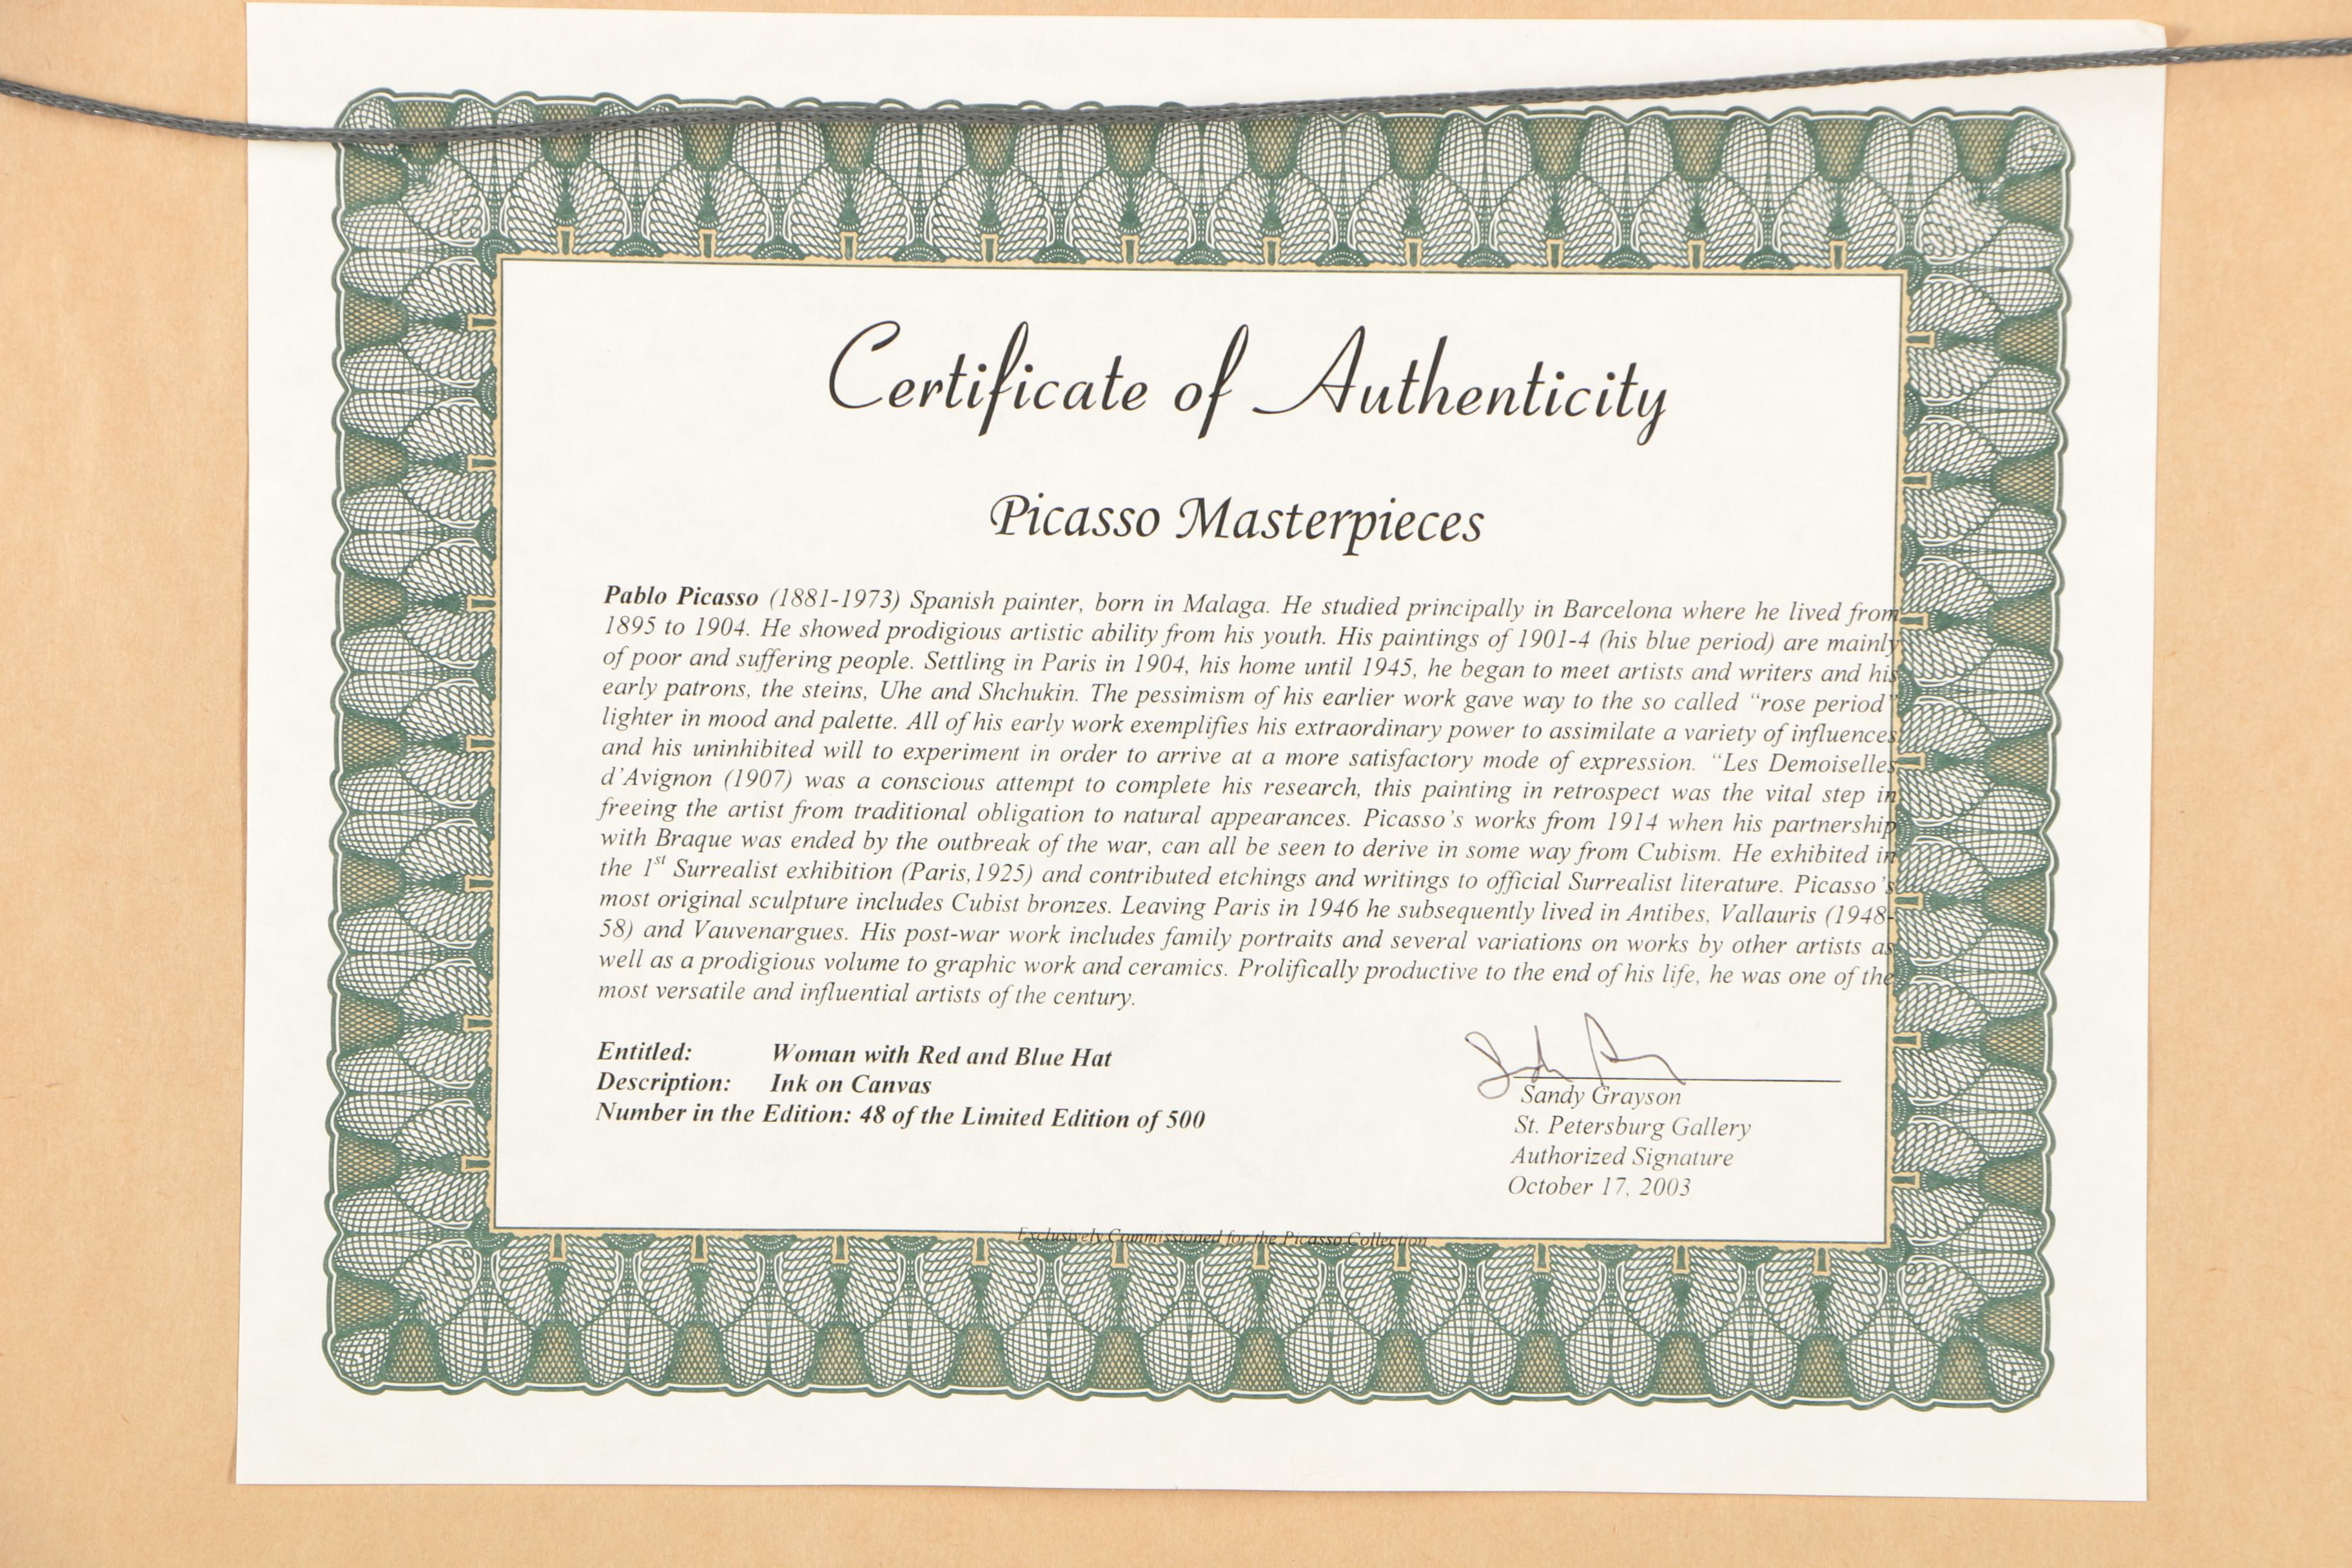 Certificate of Authenticity
Picasso Masterpieces
Pablo Picasso (1881-1973) Spanish painter, born in Malaga. He studied principally in Barcelona where he lived from
1895 to 1904. He showed prodigious artistic ability from his youth. His paintings of 1901-4 (his blue period) are mainly
of poor and suffering people. Settling in Paris in 1904, his home until 1945, he began to meet artists and writers and his
early patrons, the steins, Uhe and Shchukin. The pessimism of his earlier work gave way to the so called “rose period”
lighter in mood and palette. All of his early work exemplifies his extraordinary power to assimilate a variety of influences
and his uninhibited will to experiment in order to arrive at a more satisfactory mode of expression. “Les Demoiselles
d’Avignon (1907) was a conscious attempt to complete his research, this painting in retrospect was the vital step in
freeing the artist from traditional obligation to natural appearances. Picasso’s works from 1914 when his partnership
with Braque was ended by the outbreak of the war, can all be seen to derive in some way from Cubism. He exhibited in
the 1st Surrealist exhibition (Paris,1925) and contributed etchings and writings to official Surrealist literature. Picasso’s
most original sculpture includes Cubist bronzes. Leaving Paris in 1946 he subsequently lived in Antibes, Vallauris (1948-
58) and Vauvenargues. His post-war work includes family portraits and several variations on works by other artists as
well as a prodigious volume to graphic work and ceramics. Prolifically productive to the end of his life, he was one of the
most versatile and influential artists of the century.
Entitled: Woman with Red and Blue Hat
Description: Ink on Canvas
Number in the Edition: 48 of the Limited Edition of 500
Sandy Grayson
St. Petersburg Gallery
Authorized Signature
October 17, 2003
Exclusively Commissioned for the Picasso Collection